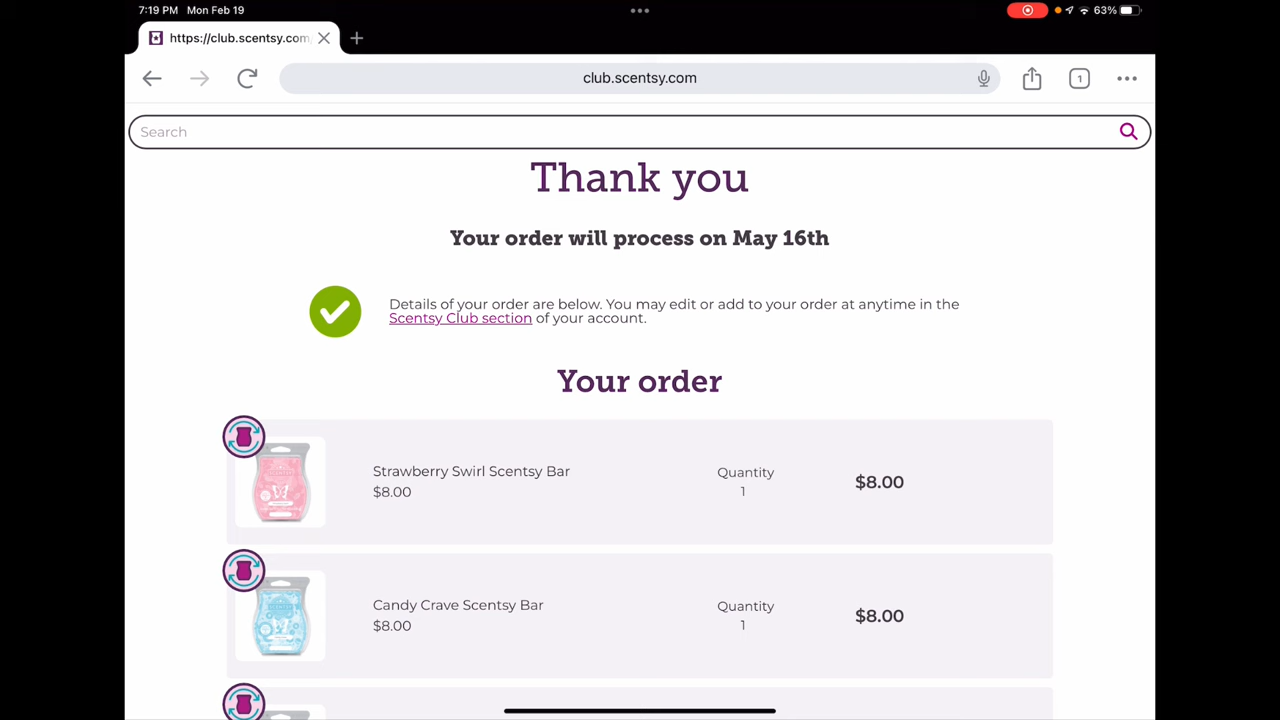 7:19 PM Mon Feb 19
63%
https://club.scentsy.com
club.scentsy.com
1
Search
Thank you
Your order will process on May 16th
Details of your order are below. You may edit or add to your order at anytime in the
Scentsy Club section of your account.
Your order
Strawberry Swirl Scentsy Bar
$8.00
Quantity
1
$8.00
Candy Crave Scentsy Bar
$8.00
Quantity
1
$8.00